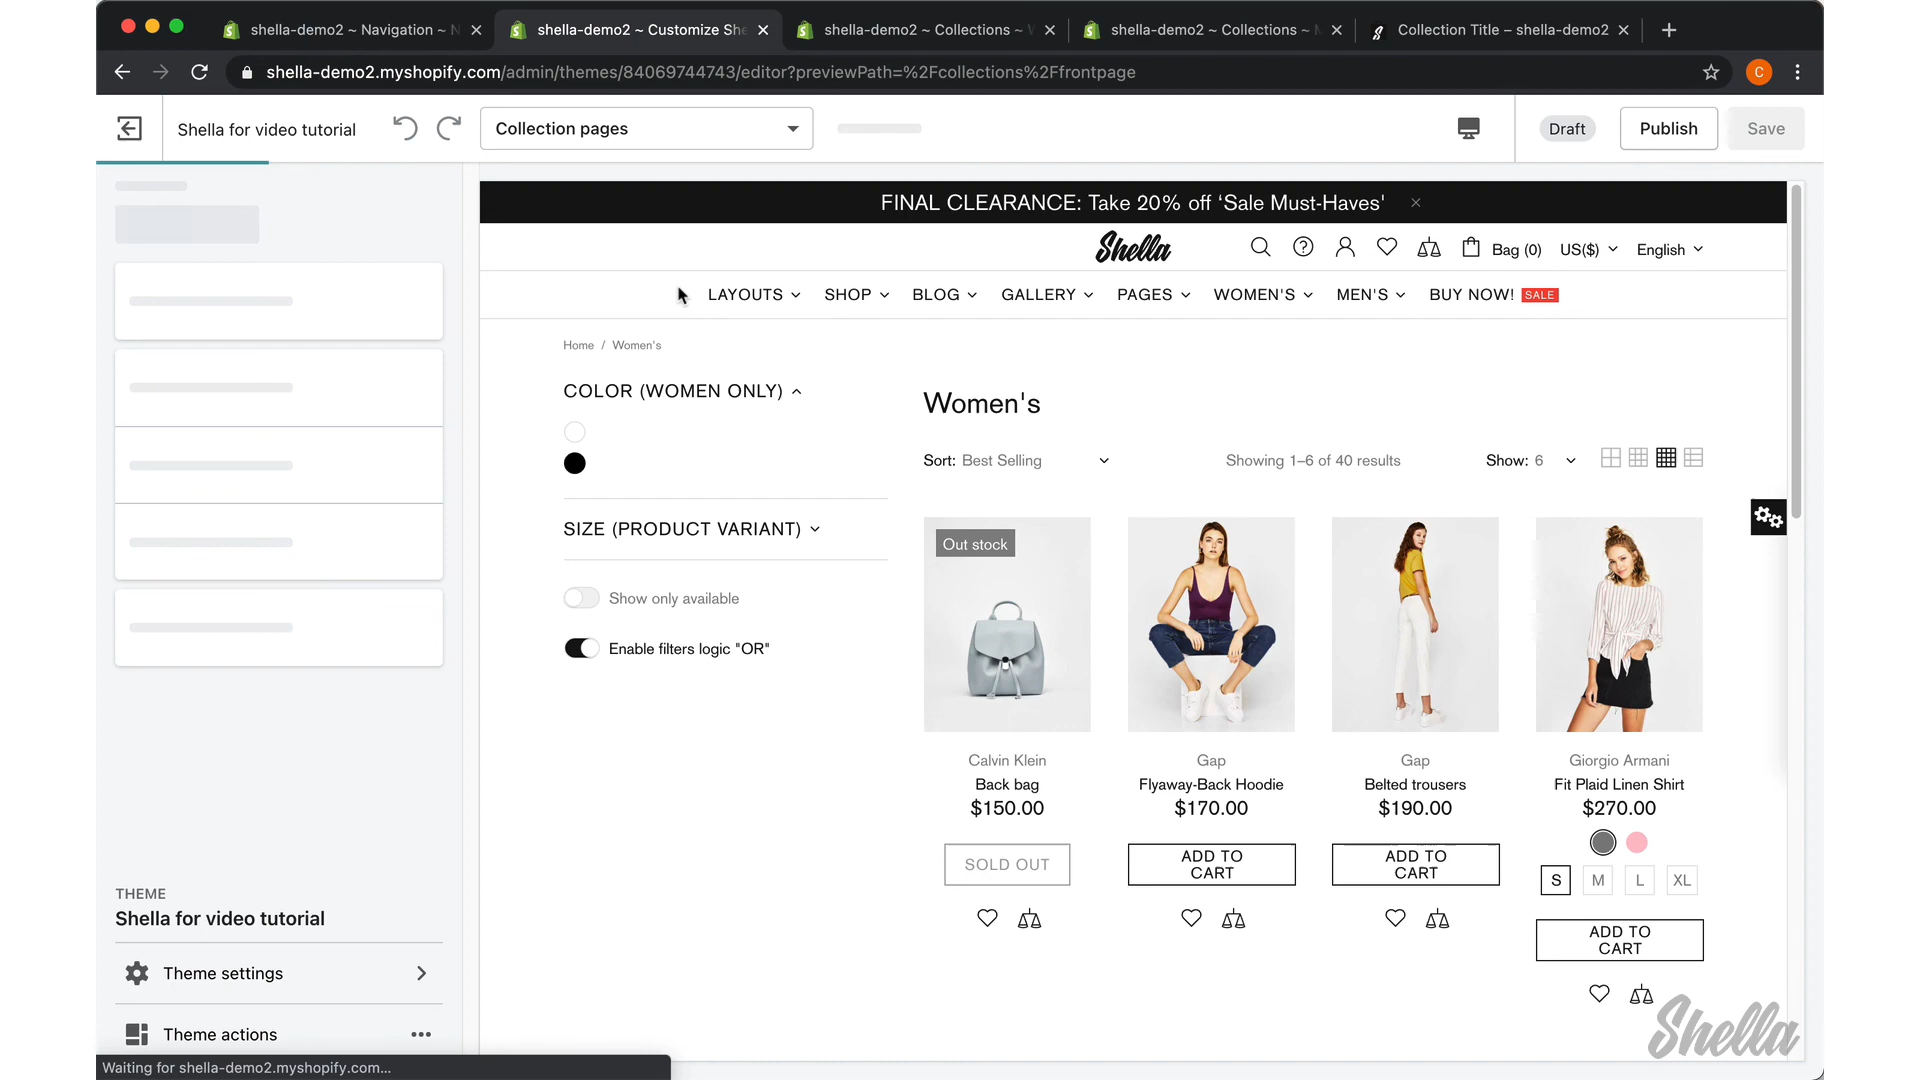 shella-demo2 ~ Navigation ~ N
shella-demo2 ~ Customize She
shella-demo2 ~ Collections ~ W
shella-demo2 ~ Collections ~ M
Collection Title – shella-demo2
shella-demo2.myshopify.com/admin/themes/84069744743/editor?previewPath=%2Fcollections%2Ffrontpage
C
Shella for video tutorial
Collection pages
Draft
Publish
Save
FINAL CLEARANCE: Take 20% off ‘Sale Must-Haves'
Shella
Bag (0)
US($)
English
LAYOUTS
SHOP
BLOG
GALLERY
PAGES
WOMEN'S
MEN'S
BUY NOW! SALE
Home / Women's
COLOR (WOMEN ONLY)
SIZE (PRODUCT VARIANT)
Show only available
Enable filters logic "OR"
Women's
Sort: Best Selling
Showing 1–6 of 40 results
Show: 6
Out stock
Calvin Klein
Back bag
$150.00
SOLD OUT
Gap
Flyaway-Back Hoodie
$170.00
ADD TO
CART
Gap
Belted trousers
$190.00
ADD TO
CART
Giorgio Armani
Fit Plaid Linen Shirt
$270.00
S M L XL
ADD TO
CART
THEME
Shella for video tutorial
Theme settings
Theme actions
Waiting for shella-demo2.myshopify.com...
Shella